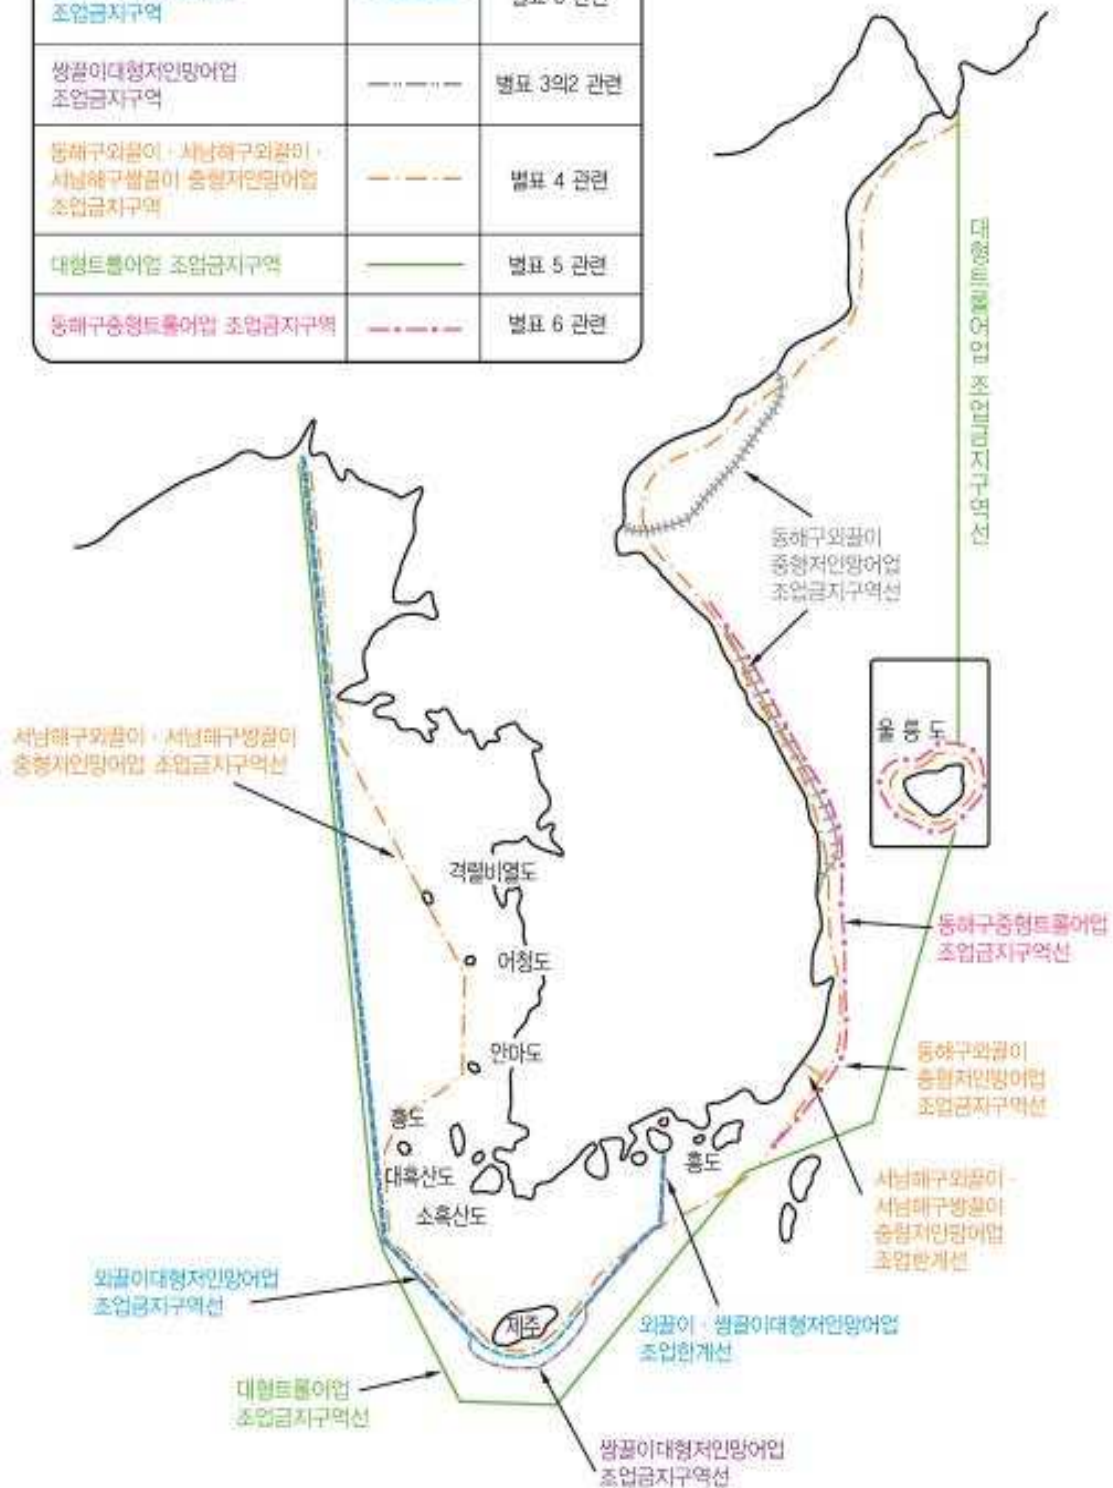 조업금지구역
쌍끌이대형저인망어업
조업금지구역
별표 3의2 관련
동해구외끌이 · 서남해구외끌이 ·
서남해구쌍끌이 중형저인망어업
조업금지구역
별표 4 관련
대형트롤어업 조업금지구역
별표 5 관련
동해구중형트롤어업 조업금지구역
별표 6 관련
대형트롤어업 조업금지구역선
동해구외끌이
중형저인망어업
조업금지구역선
울릉도
서남해구외끌이 · 서남해구쌍끌이
중형저인망어업 조업금지구역선
격렬비열도
어청도
안마도
홍도
대흑산도
소흑산도
홍도
동해구중형트롤어업
조업금지구역선
동해구외끌이
중형저인망어업
조업금지구역선
서남해구외끌이 ·
서남해구쌍끌이
중형저인망어업
조업한계선
외끌이대형저인망어업
조업금지구역선
제주
외끌이 · 쌍끌이대형저인망어업
조업한계선
대형트롤어업
조업금지구역선
쌍끌이대형저인망어업
조업금지구역선